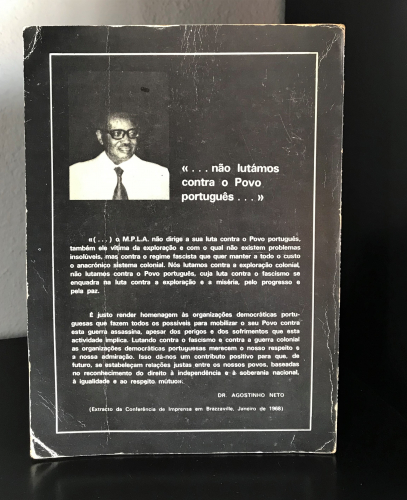 «...não lutámos
contra o Povo
português...»
«(...) o M.P.L.A. não dirige a sua luta contra o Povo português,
também ele vítima da exploração e com o qual não existem problemas
insolúveis, mas contra o regime fascista que quer manter a todo o custo
o anacrónico sistema colonial. Nós lutamos contra a exploração colonial,
não lutámos contra o Povo português, cuja luta contra o fascismo se
enquadra na luta contra a exploração e a miséria, pelo progresso e
pela paz.
É justo render homenagem às organizações democráticas portu-
guesas que fazem todos os possíveis para mobilizar o seu Povo contra
esta guerra assassina, apesar dos perigos e dos sofrimentos que esta
actividade implica. Lutando contra o fascismo e contra a guerra colonial
as organizações democráticas portuguesas merecem o nosso respeito e
a nossa admiração. Isso dá-nos um contributo positivo para que, de
futuro, se estabeleçam relações justas entre os nossos povos, baseadas
no reconhecimento do direito à independência e à soberania nacional,
à igualdade e ao respeito mútuo».
DR. AGOSTINHO NETO
(Extracto da Conferência de Imprensa em Brazzaville, Janeiro de 1968)